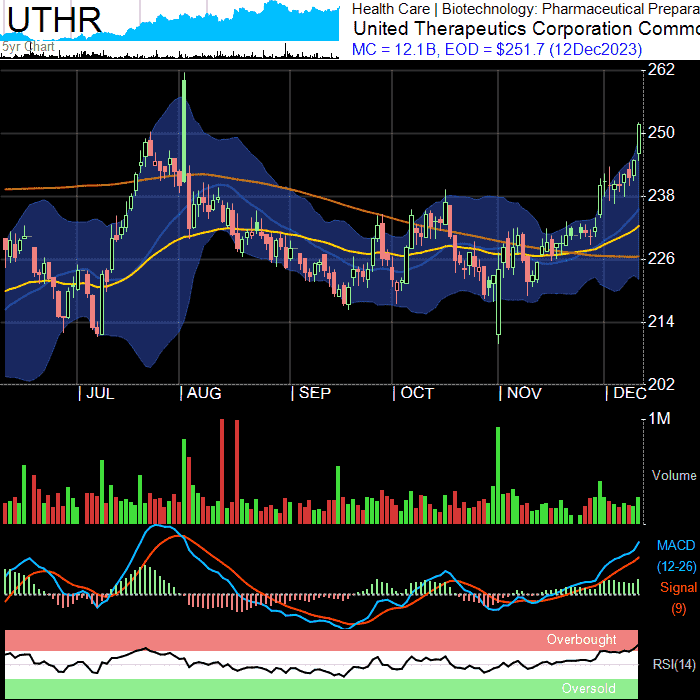 UTHR
5yr Chart
Health Care | Biotechnology: Pharmaceutical Prepara
United Therapeutics Corporation Commo
MC = 12.1B, EOD = $251.7 (12Dec2023)
262
250
238
226
214
202
| JUL | AUG | SEP | OCT | NOV | DEC
1M
Volume
MACD
(12-26)
Signal
(9)
Overbought
RSI(14)
Oversold